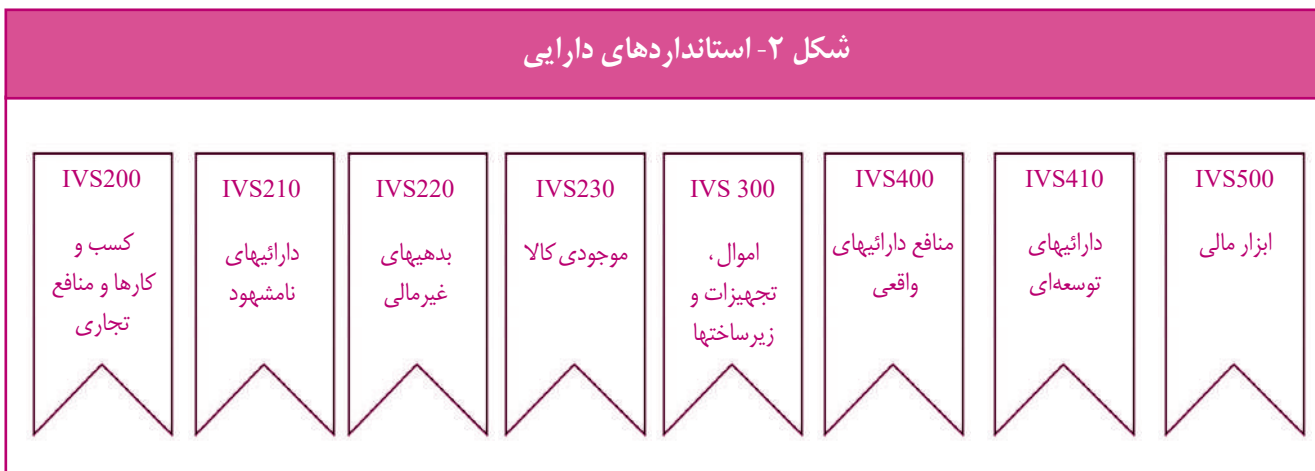 شکل ۲- استانداردهای دارایی
IVS200
کسب و
کارها و منافع
تجاری
IVS210
دارائیهای
نامشهود
IVS220
بدهیهای
غیرمالی
IVS230
موجودی کالا
IVS 300
اموال،
تجهیزات و
زیرساختها
IVS400
منافع دارائیهای
واقعی
IVS410
دارائیهای
توسعه‌ای
IVS500
ابزار مالی